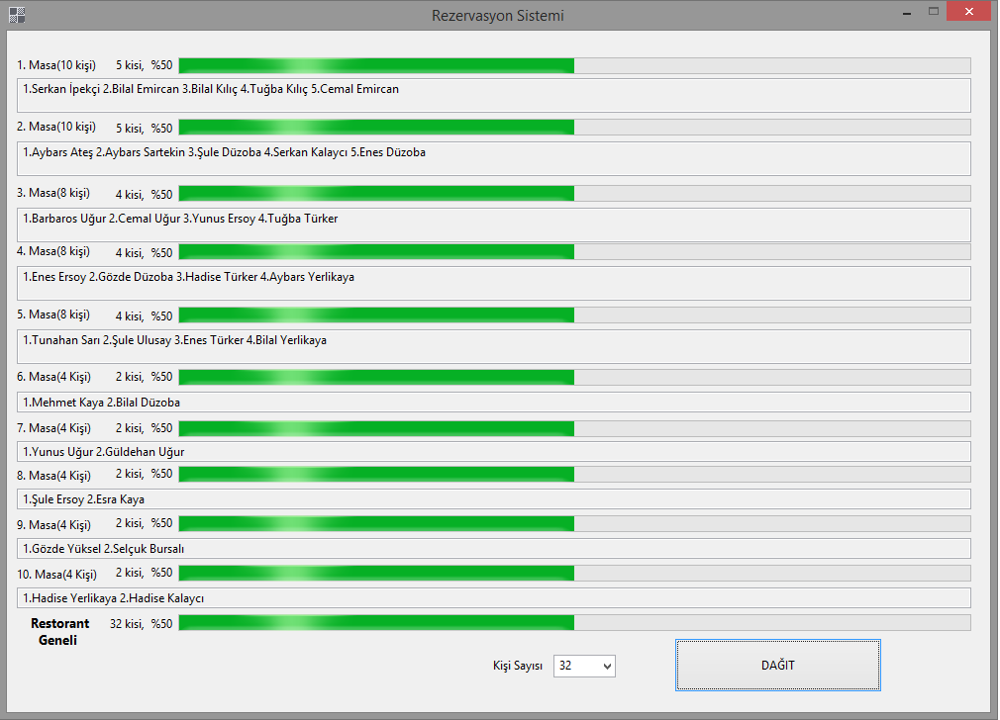 Rezervasyon Sistemi
1. Masa(10 kişi) 5 kisi, %50
1.Serkan İpekçi 2.Bilal Emircan 3.Bilal Kılıç 4.Tuğba Kılıç 5.Cemal Emircan
2. Masa(10 kişi) 5 kisi, %50
1.Aybars Ateş 2.Aybars Sartekin 3.Şule Düzoba 4.Serkan Kalaycı 5.Enes Düzoba
3. Masa(8 kişi) 4 kisi, %50
1.Barbaros Uğur 2.Cemal Uğur 3.Yunus Ersoy 4.Tuğba Türker
4. Masa(8 kişi) 4 kisi, %50
1.Enes Ersoy 2.Gözde Düzoba 3.Hadise Türker 4.Aybars Yerlikaya
5. Masa(8 kişi) 4 kisi, %50
1.Tunahan Sarı 2.Şule Ulusay 3.Enes Türker 4.Bilal Yerlikaya
6. Masa(4 Kişi) 2 kisi, %50
1.Mehmet Kaya 2.Bilal Düzoba
7. Masa(4 Kişi) 2 kisi, %50
1.Yunus Uğur 2.Güldehan Uğur
8. Masa(4 Kişi) 2 kisi, %50
1.Şule Ersoy 2.Esra Kaya
9. Masa(4 Kişi) 2 kisi, %50
1.Gözde Yüksel 2.Selçuk Bursalı
10. Masa(4 Kişi) 2 kisi, %50
1.Hadise Yerlikaya 2.Hadise Kalaycı
Restorant 32 kisi, %50
Geneli
Kişi Sayısı 32 DAĞIT